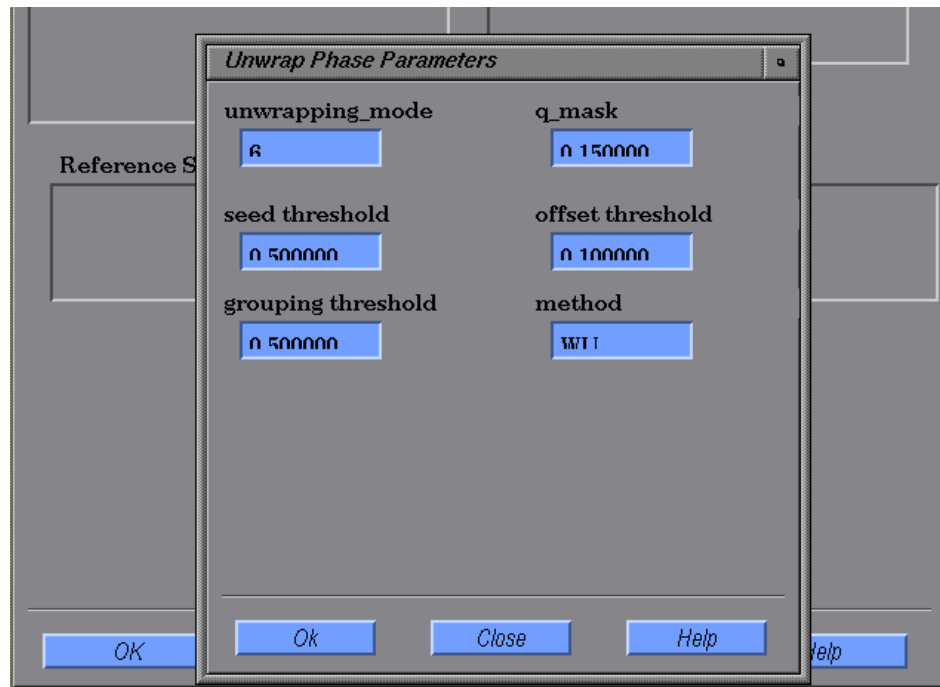 Unwrap Phase Parameters
unwrapping_mode
q_mask
6
0.150000
Reference S
seed threshold
offset threshold
0.500000
0.100000
grouping threshold
method
0.500000
Ok
Close
Help
OK
Help